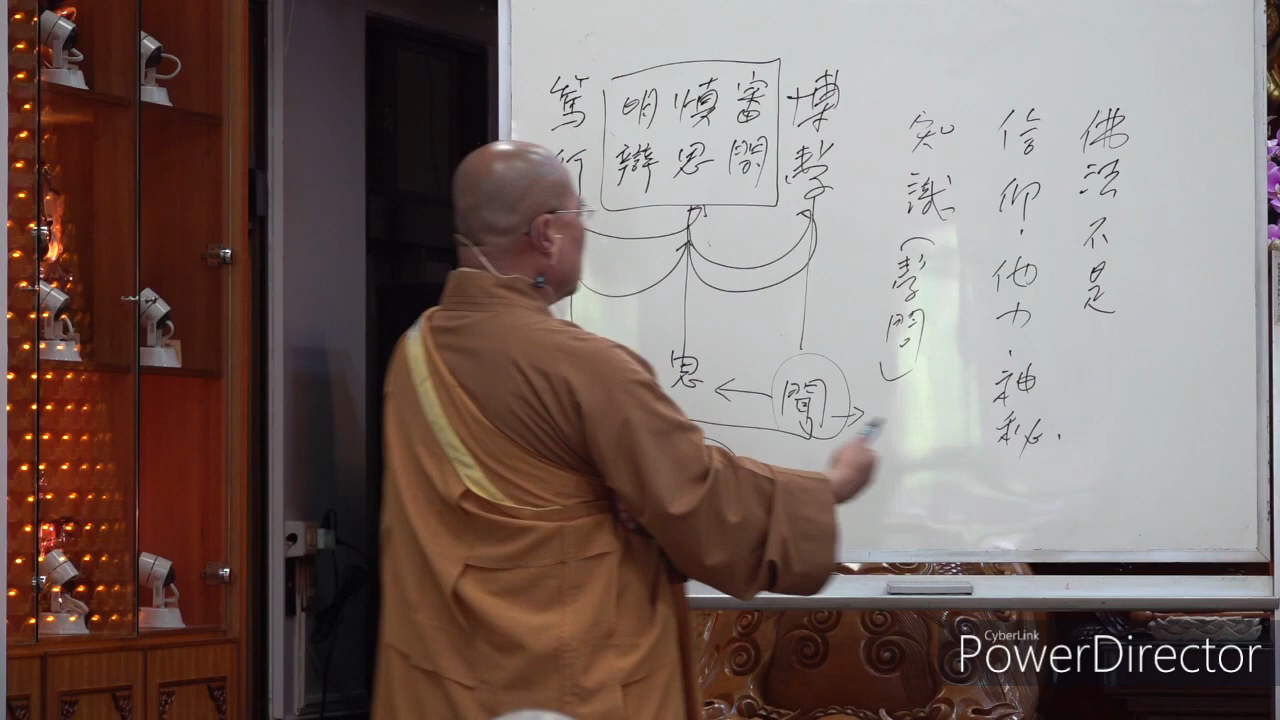 佛法不是
信仰．他力．神秘．
知識（學問）
博學
審問
慎思
明辯
篤行
聞
思
CyberLink
PowerDirector